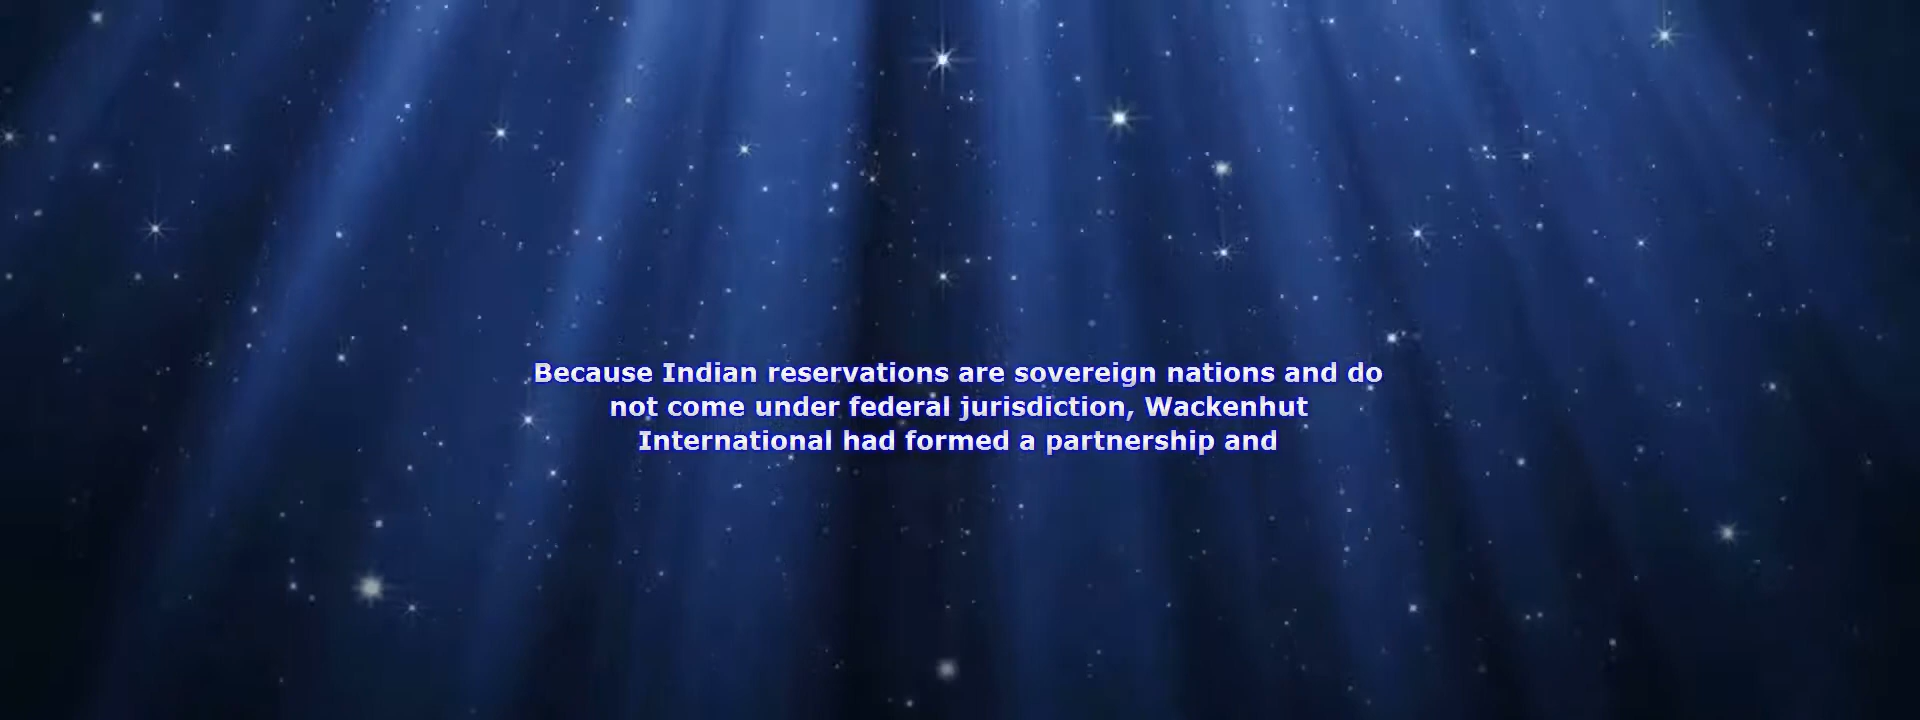 Because Indian reservations are sovereign nations and do
not come under federal jurisdiction, Wackenhut
International had formed a partnership and